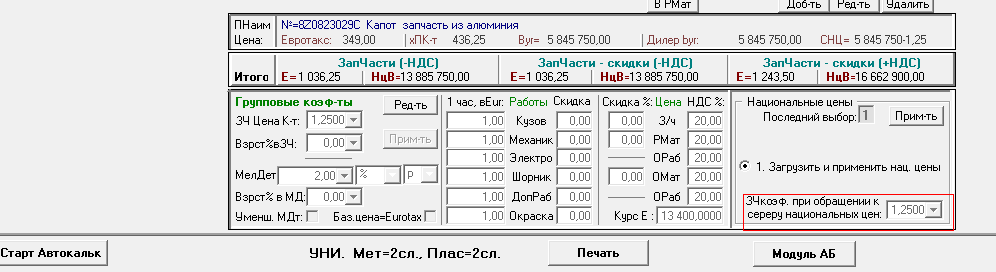 В РМат Доб-ть Ред-ть Удалить
ПНаим №=8Z0823029C Капот запчасть из алюминия
Цена: Евротакс: 349,00 |хПК-т 436,25 Byr= 5 845 750,00 |Дилер byr: 5 845 750,00 СНЦ= 5 845 750-1,25
ЗапЧасти (-НДС) ЗапЧасти - скидки (-НДС) ЗапЧасти - скидки (+НДС)
Итого Е=1 036,25 НцВ=13 885 750,00 Е=1 036,25 НцВ=13 885 750,00 Е=1 243,50 НцВ=16 662 900,00
Групповые коэф-ты Ред-ть 1 час, вEur. Работы Скидка Скидка %: Цена НДС %: Национальные цены
ЗЧ Цена К-т: 1,2500 1,00 Кузов 0,00 0,00 З/ч 20,00 Последний выбор: 1 Прим-ть
Взрст%вЗЧ: 0,00 Прим-ть 1,00 Механик 0,00 0,00 РМат 20,00
1,00 Электро 0,00 ОРаб 20,00
МелДет 2,00 % р 1,00 Шорник 0,00 0,00 ОМат 20,00 1. Загрузить и применить нац. цены
Взрст% в МД: 0,00 1,00 ДопРаб 0,00 ОРаб 20,00 ЗЧкоэф. при обращении к
Уменш. МДт: Баз.цена=Eurotax 1,00 Окраска 0,00 Курс Е : 13 400,0000 сереру национальных цен: 1,2500
Старт Автокальк УНИ. Мет=2сл., Плас=2сл. Печать Модуль АБ